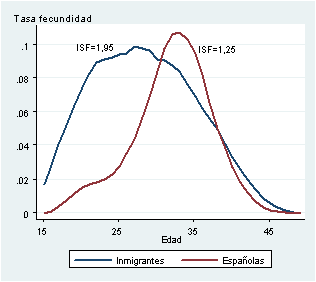 Tasa fecundidad
.1
ISF=1,95
ISF=1,25
.08
.06
.04
.02
0
15
25
35
45
Edad
Inmigrantes
Españolas